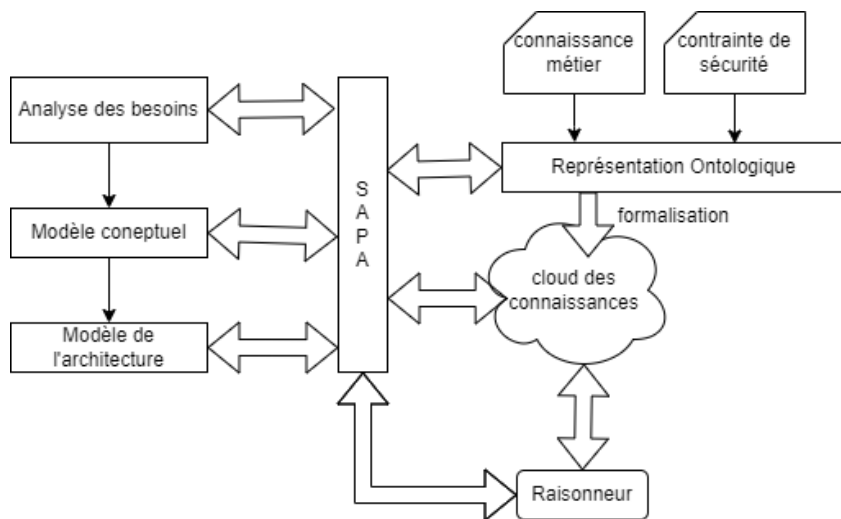 connaissance
métier
contrainte de
sécurité
Analyse des besoins
S
A
P
A
Représentation Ontologique
formalisation
Modèle coneptuel
cloud des
connaissances
Modèle de
l'architecture
Raisonneur